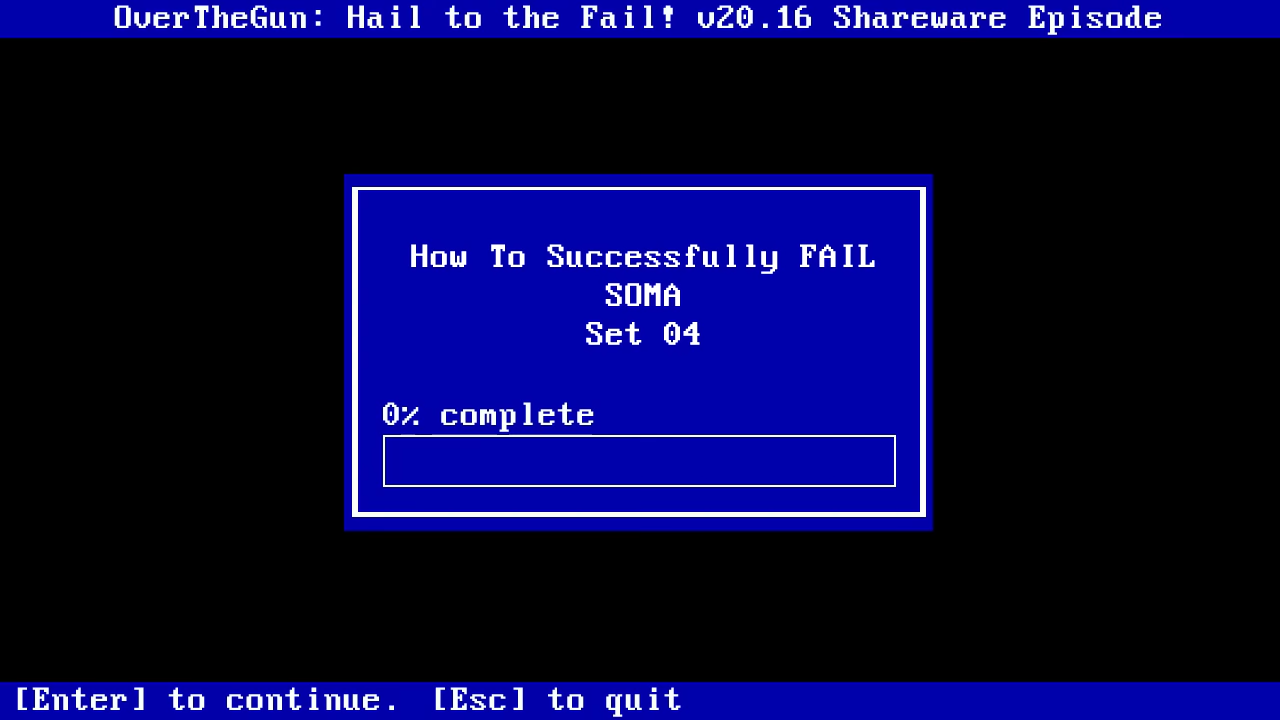 OverTheGun: Hail to the Fail! v20.16 Shareware Episode
How To Successfully FAIL
SOMA
Set 04
0% complete
[Enter] to continue. [Esc] to quit